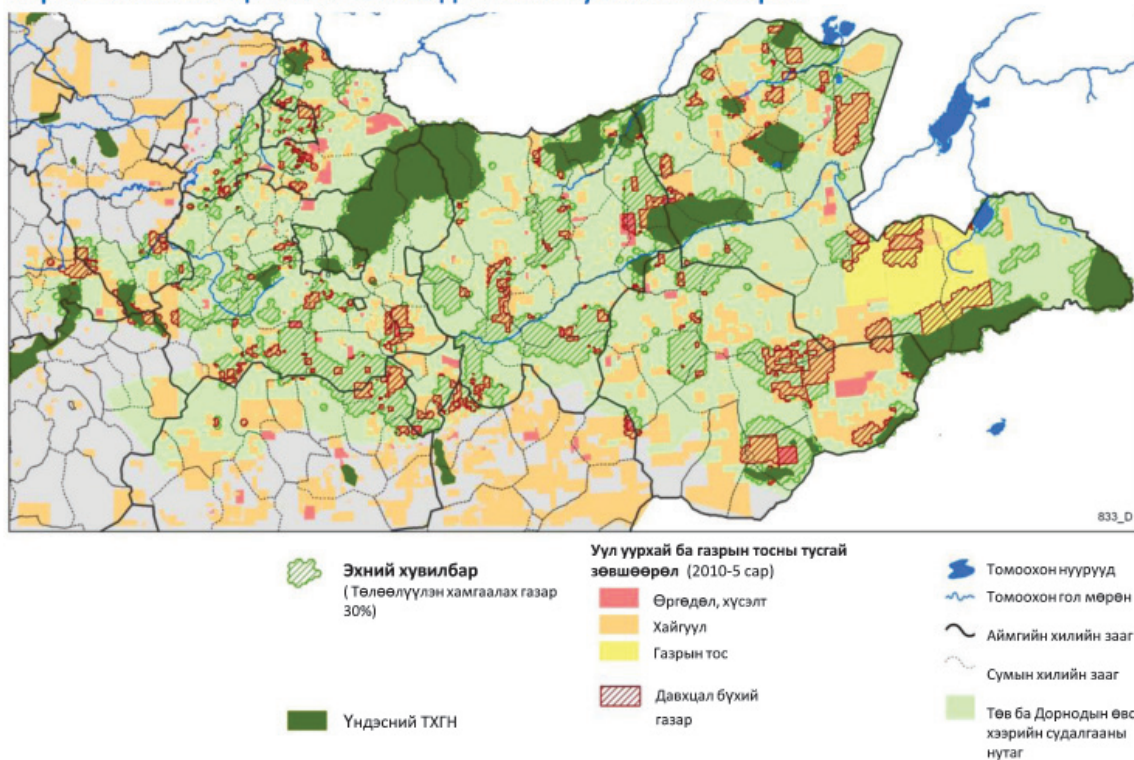 833_D
Эхний хувилбар
( Төлөөлүүлэн хамгаалах газар
30%)
Үндэсний ТХГН
Уул уурхай ба газрын тосны тусгай
зөвшөөрөл (2010-5 сар)
Өргөдөл, хүсэлт
Хайгуул
Газрын тос
Давхцал бүхий
газар
Томоохон нуурууд
Томоохон гол мөрөн
Аймгийн хилийн зааг
Сумын хилийн зааг
Төв ба Дорнодын өвс
хээрийн судалгааны
нутаг